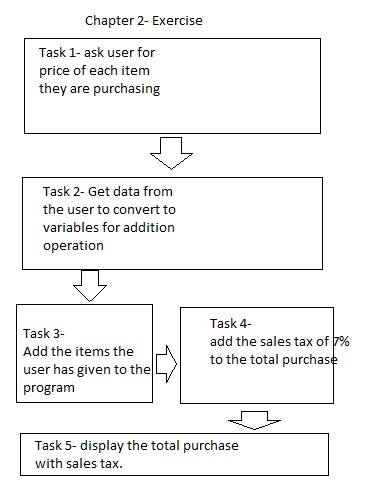 Chapter 2- Exercise
Task 1- ask user for
price of each item
they are purchasing
Task 2- Get data from
the user to convert to
variables for addition
operation
Task 3-
Add the items the
user has given to the
program
Task 4-
add the sales tax of 7%
to the total purchase
Task 5- display the total purchase
with sales tax.